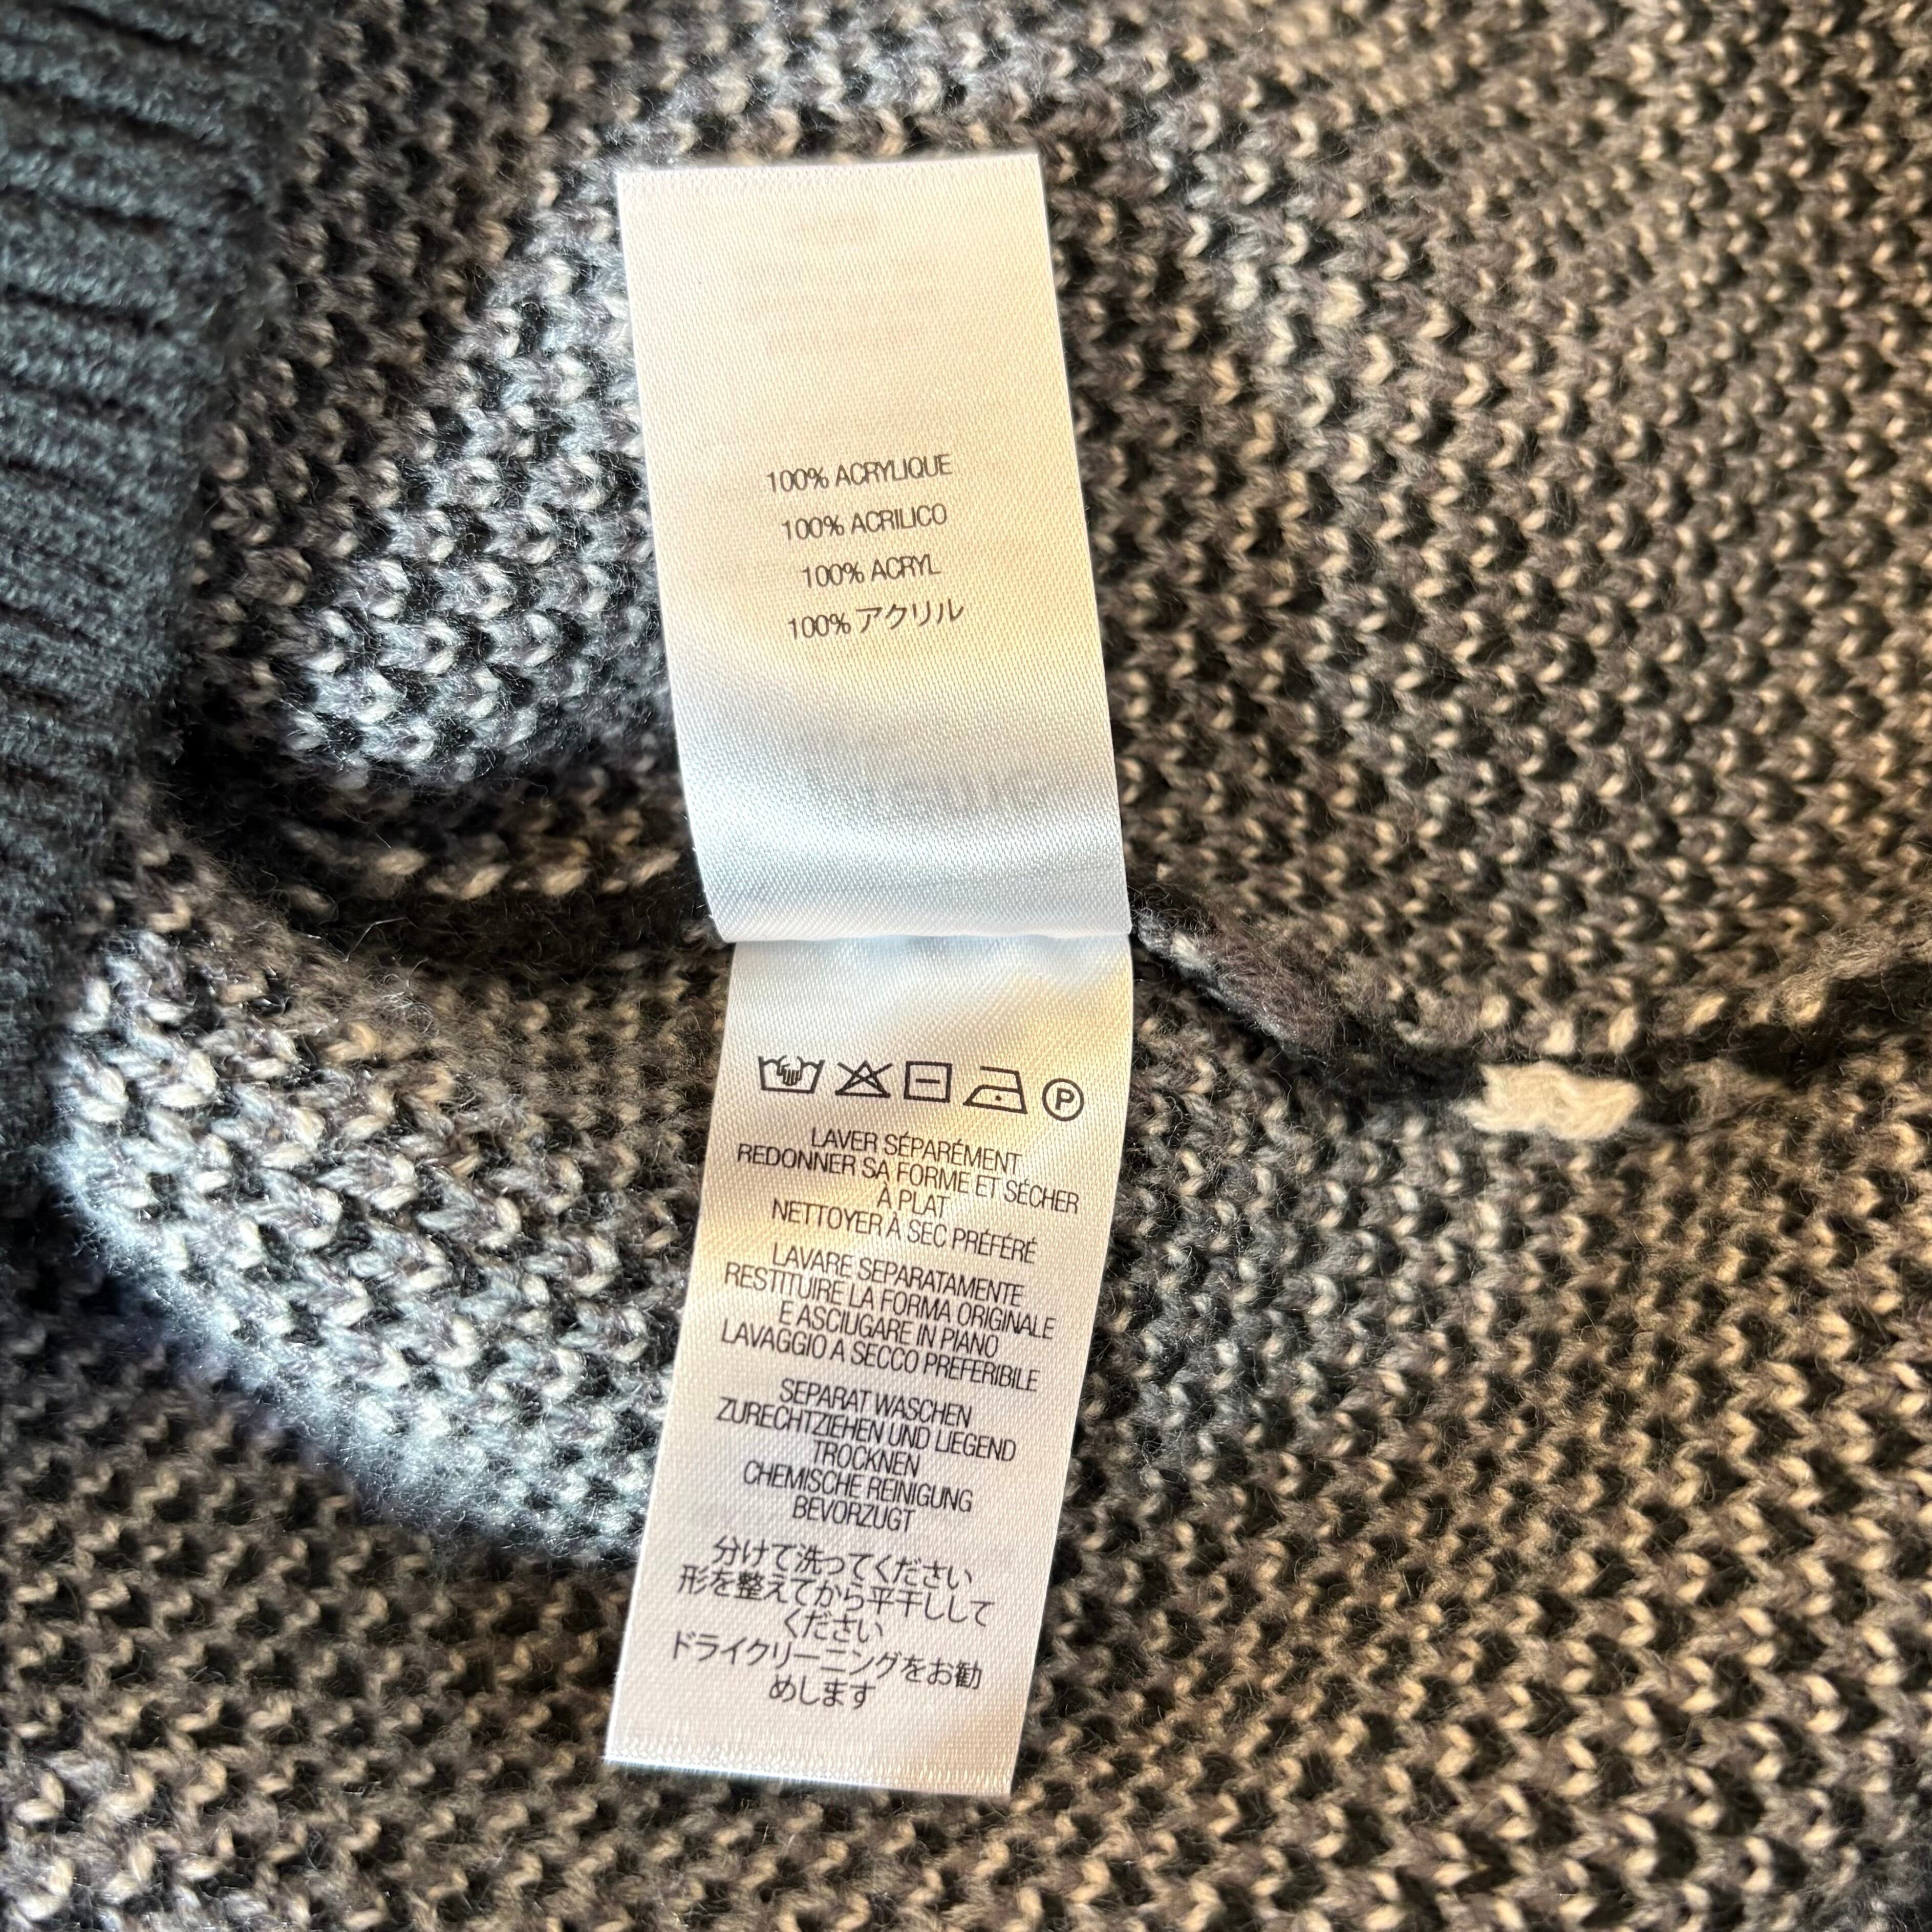 100% ACRYLIQUE
100% ACRILICO
100% ACRYL
100% アクリル
P
LAVER SÉPARÉMENT
REDONNER SA FORME ET SÉCHER
À PLAT
NETTOYER À SEC PRÉFÉRÉ
LAVARE SEPARATAMENTE
RESTITUIRE LA FORMA ORIGINALE
E ASCIUGARE IN PIANO
LAVAGGIO A SECCO PREFERIBILE
SEPARAT WASCHEN
ZURECHTZIEHEN UND LIEGEND
TROCKNEN
CHEMISCHE REINIGUNG
BEVORZUGT
分けて洗ってください
形を整えてから平干しして
ください
ドライクリーニングをお勧
めします